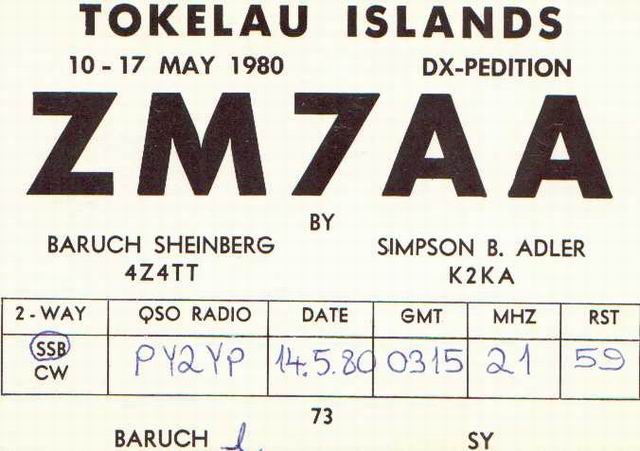 TOKELAU ISLANDS
10-17 MAY 1980 DX-PEDITION
ZM7AA
BY
BARUCH SHEINBERG SIMPSON B. ADLER
4Z4TT K2KA
2-WAY QSO RADIO DATE GMT MHZ RST
SSB PY2YP 14.5.80 0315 21 59
CW
73
BARUCH SY